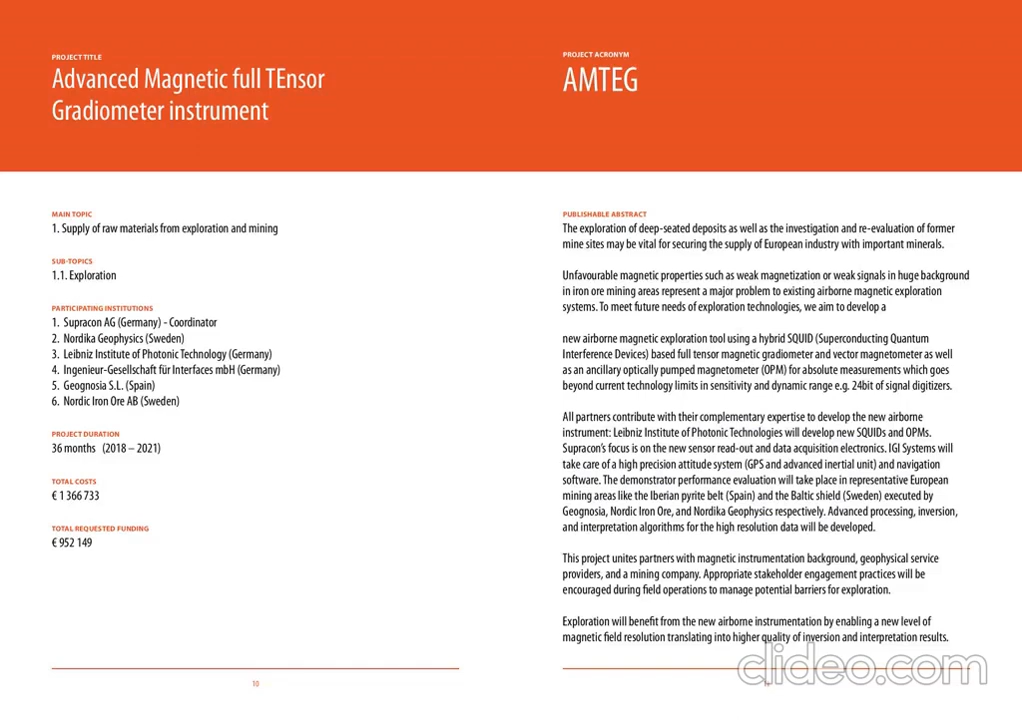 PROJECT TITLE
Advanced Magnetic full TEnsor
Gradiometer instrument
PROJECT ACRONYM
AMTEG
MAIN TOPIC
1. Supply of raw materials from exploration and mining
SUB-TOPICS
1.1. Exploration
PARTICIPATING INSTITUTIONS
1. Supracon AG (Germany) - Coordinator
2. Nordika Geophysics (Sweden)
3. Leibniz Institute of Photonic Technology (Germany)
4. Ingenieur-Gesellschaft für Interfaces mbH (Germany)
5. Geognosia S.L. (Spain)
6. Nordic Iron Ore AB (Sweden)
PROJECT DURATION
36 months (2018 – 2021)
TOTAL COSTS
€ 1 366 733
TOTAL REQUESTED FUNDING
€ 952 149
10
PUBLISHABLE ABSTRACT
The exploration of deep-seated deposits as well as the investigation and re-evaluation of former
mine sites may be vital for securing the supply of European industry with important minerals.
Unfavourable magnetic properties such as weak magnetization or weak signals in huge background
in iron ore mining areas represent a major problem to existing airborne magnetic exploration
systems. To meet future needs of exploration technologies, we aim to develop a
new airborne magnetic exploration tool using a hybrid SQUID (Superconducting Quantum
Interference Devices) based full tensor magnetic gradiometer and vector magnetometer as well
as an ancillary optically pumped magnetometer (OPM) for absolute measurements which goes
beyond current technology limits in sensitivity and dynamic range e.g. 24bit of signal digitizers.
All partners contribute with their complementary expertise to develop the new airborne
instrument: Leibniz Institute of Photonic Technologies will develop new SQUIDs and OPMs.
Supracon's focus is on the new sensor read-out and data acquisition electronics. IGI Systems will
take care of a high precision attitude system (GPS and advanced inertial unit) and navigation
software. The demonstrator performance evaluation will take place in representative European
mining areas like the Iberian pyrite belt (Spain) and the Baltic shield (Sweden) executed by
Geognosia, Nordic Iron Ore, and Nordika Geophysics respectively. Advanced processing, inversion,
and interpretation algorithms for the high resolution data will be developed.
This project unites partners with magnetic instrumentation background, geophysical service
providers, and a mining company. Appropriate stakeholder engagement practices will be
encouraged during field operations to manage potential barriers for exploration.
Exploration will benefit from the new airborne instrumentation by enabling a new level of
magnetic field resolution translating into higher quality of inversion and interpretation results.
clideo.com